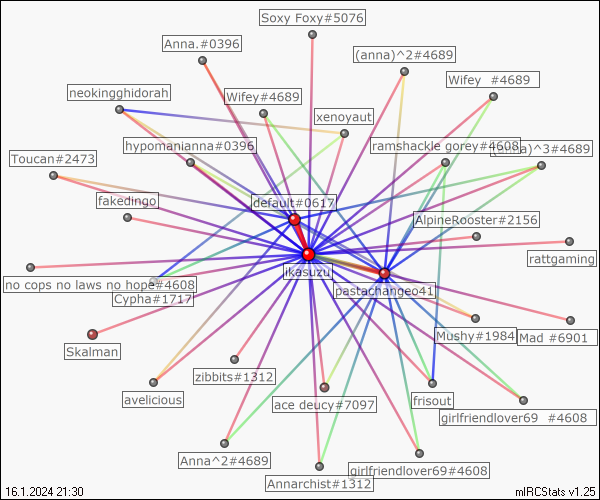 Soxy Foxy#5076
Anna.#0396
(anna)^2#4689
Wifey #4689
neokingghidorah
Wifey#4689
xenoyaut
hypomanianna#0396
ramshackle gorey#4608
(anna)^3#4689
Toucan#2473
fakedingo
default#0617
AlpineRooster#2156
rattgaming
ikasuzu
no cops no laws no hope#4608
pastachangeo41
Cypha#1717
Mushy#1984
Mad #6901
Skalman
zibbits#1312
avelicious
ace deucy#7097
frisout
girlfriendlover69 #4608
Anna^2#4689
girlfriendlover69#4608
Annarchist#1312
16.1.2024 21:30
mIRCStats v1.25